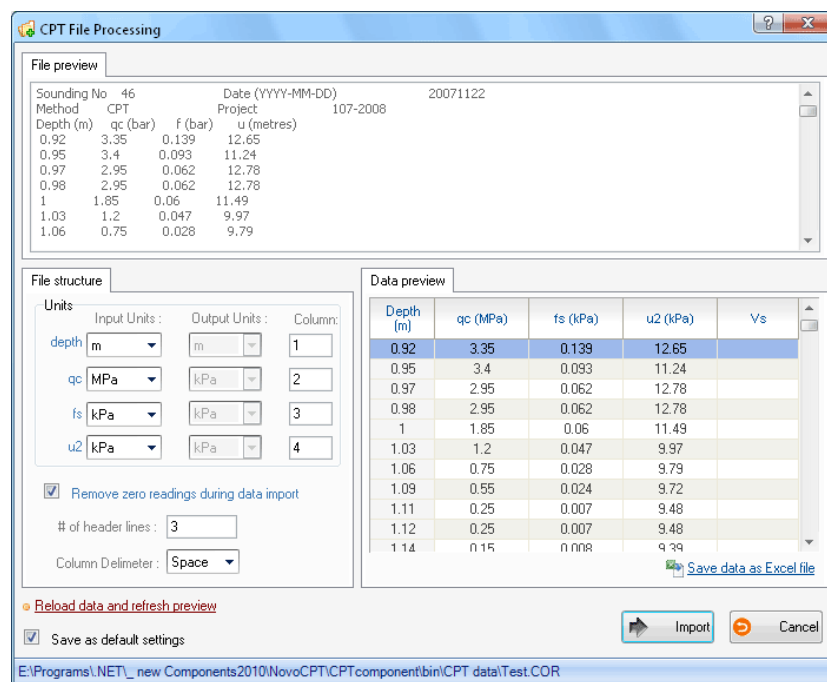 CPT File Processing
File preview
Sounding No 46 Date (YYYY-MM-DD) 20071122
Method CPT Project 107-2008
Depth (m) qc (bar) f (bar) u (metres)
0.92 3.35 0.139 12.65
0.95 3.4 0.093 11.24
0.97 2.95 0.062 12.78
0.98 2.95 0.062 12.78
1 1.85 0.06 11.49
1.03 1.2 0.047 9.97
1.06 0.75 0.028 9.79
File structure
Units
Input Units : Output Units : Column:
depth m m 1
qc MPa kPa 2
fs kPa kPa 3
u2 kPa kPa 4
Remove zero readings during data import
# of header lines : 3
Column Delimeter : Space
Data preview
Depth (m) qc (MPa) fs (kPa) u2 (kPa) Vs
0.92 3.35 0.139 12.65
0.95 3.4 0.093 11.24
0.97 2.95 0.062 12.78
0.98 2.95 0.062 12.78
1 1.85 0.06 11.49
1.03 1.2 0.047 9.97
1.06 0.75 0.028 9.79
1.09 0.55 0.024 9.72
1.11 0.25 0.007 9.48
1.12 0.25 0.007 9.48
1.14 0.15 0.008 9.39
Save data as Excel file
Reload data and refresh preview
Save as default settings
Import Cancel
E:\Programs\.NET\_ new Components2010\NovoCPT\CPTcomponent\bin\CPT data\Test.COR